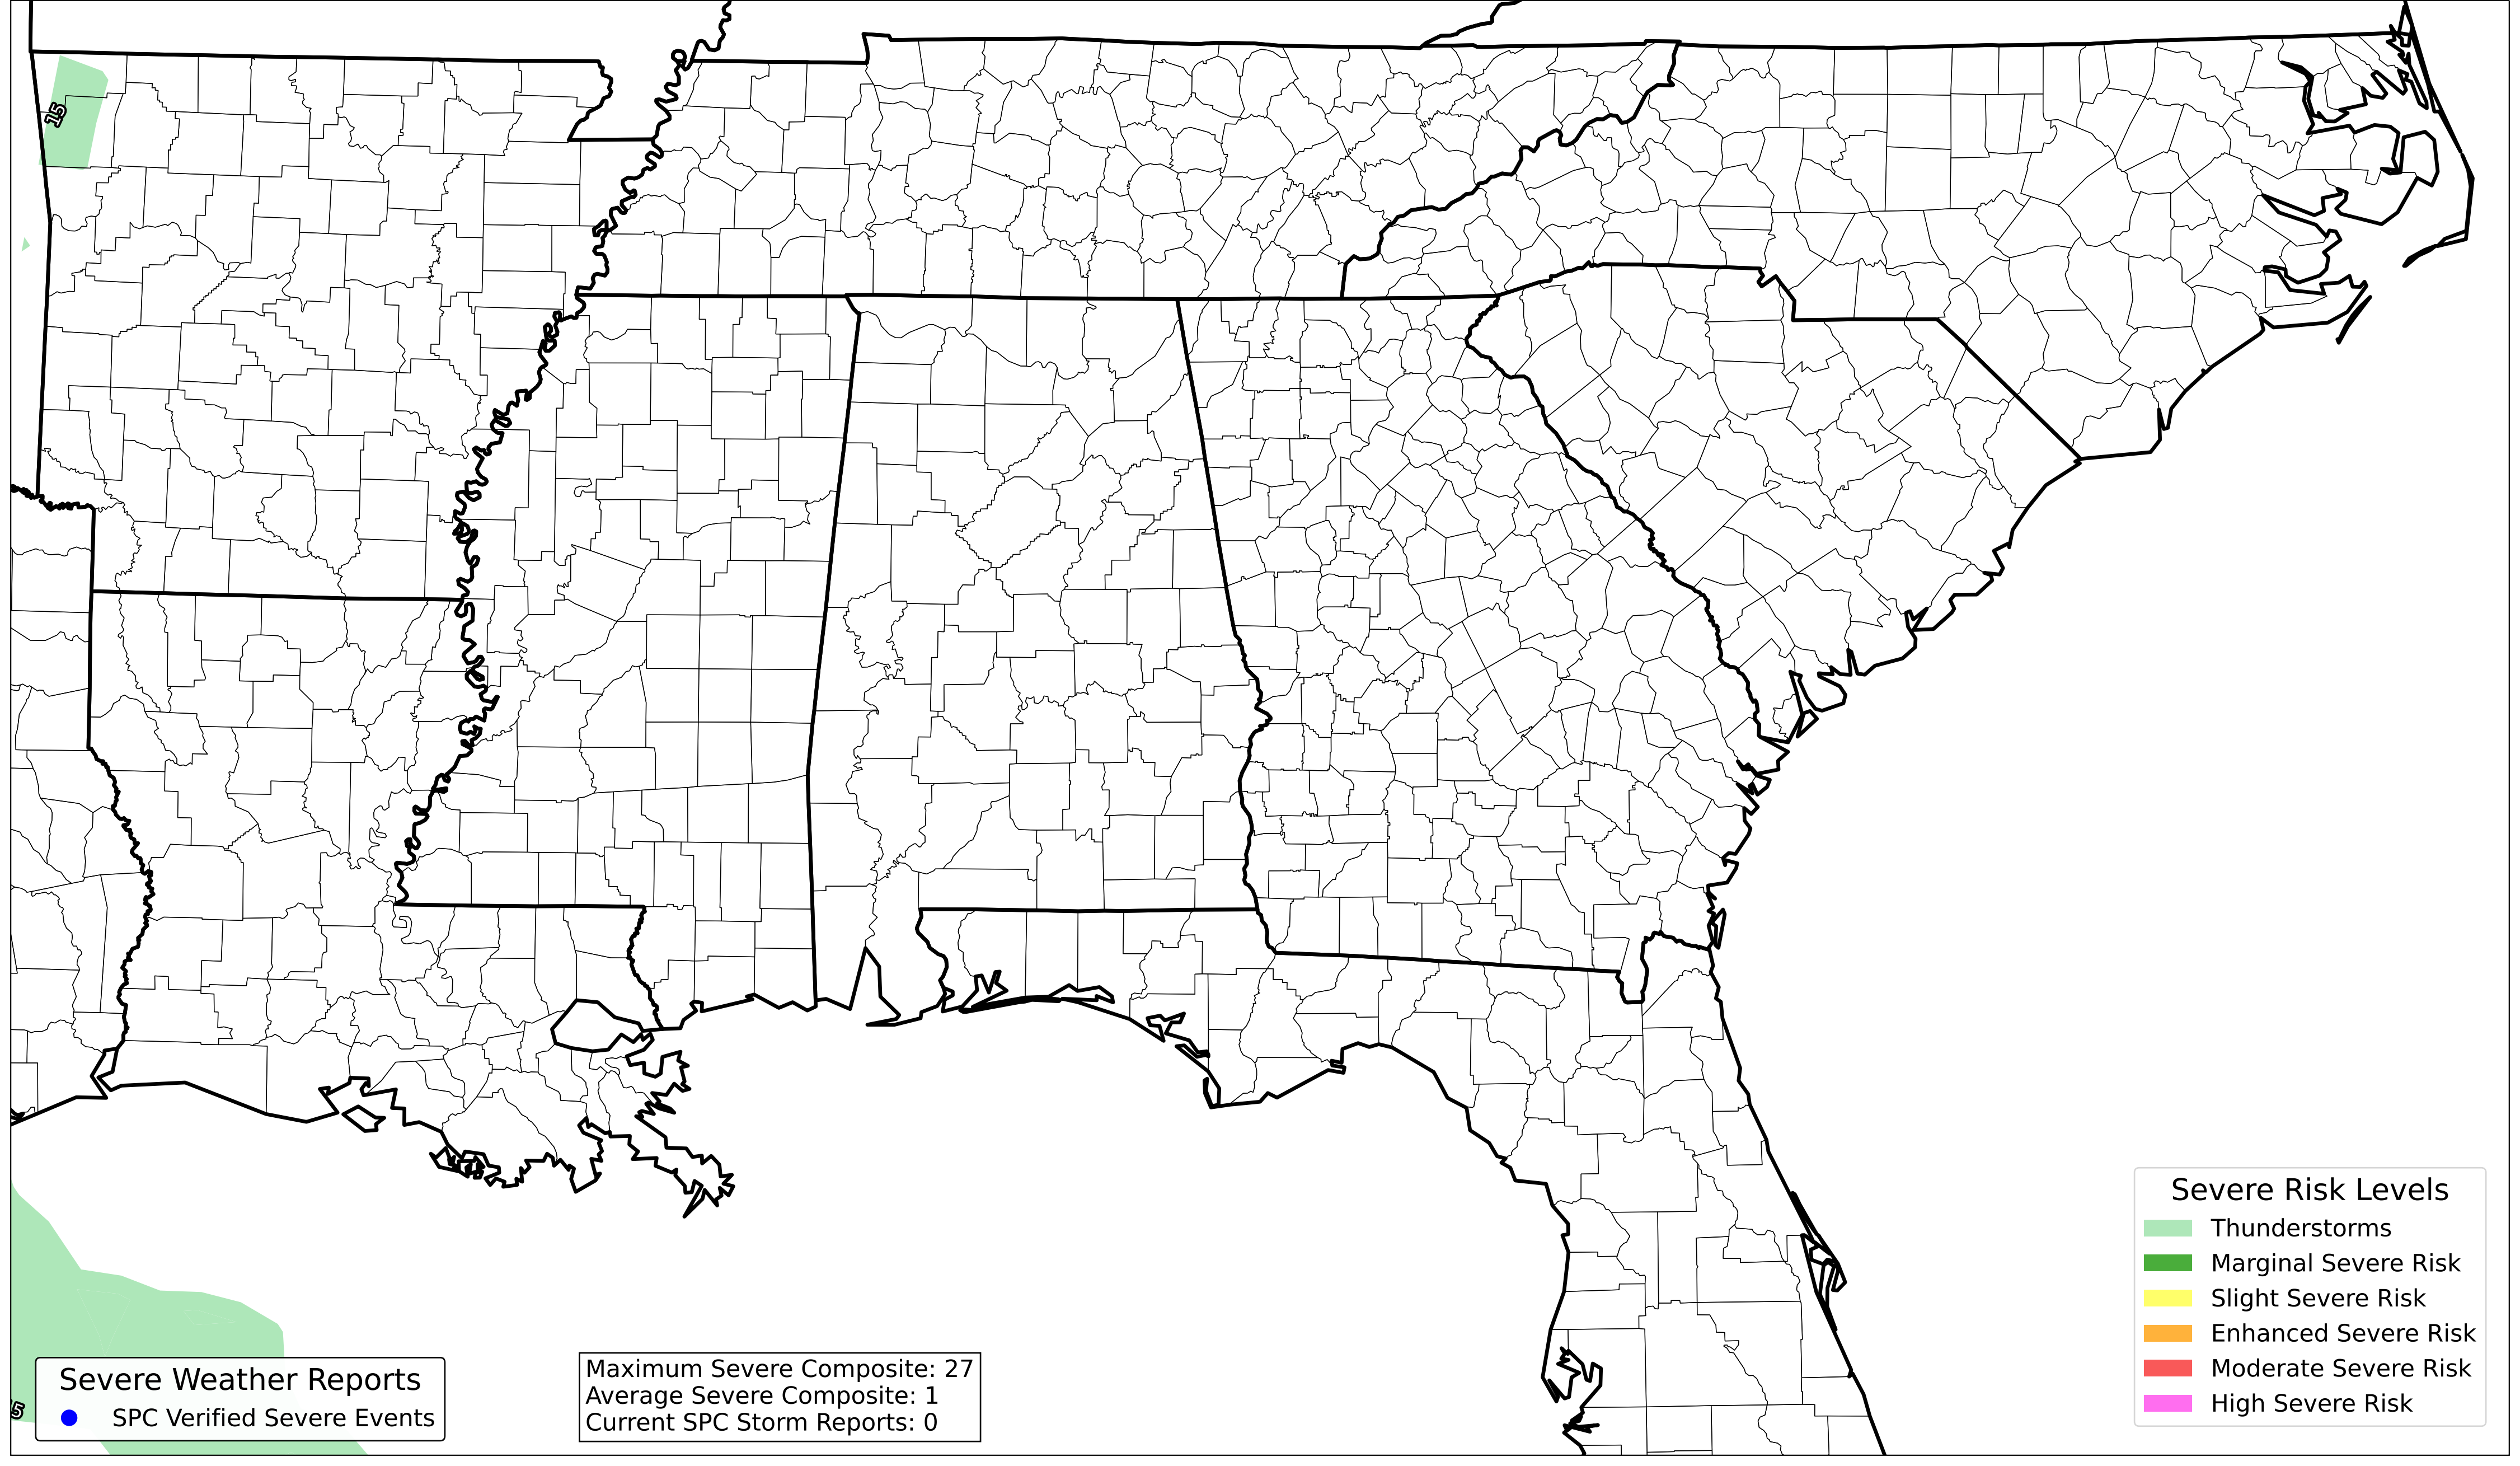 15
Severe Risk Levels
Thunderstorms
Marginal Severe Risk
Slight Severe Risk
Enhanced Severe Risk
Moderate Severe Risk
High Severe Risk
Severe Weather Reports
SPC Verified Severe Events
5
Maximum Severe Composite: 27
Average Severe Composite: 1
Current SPC Storm Reports: 0